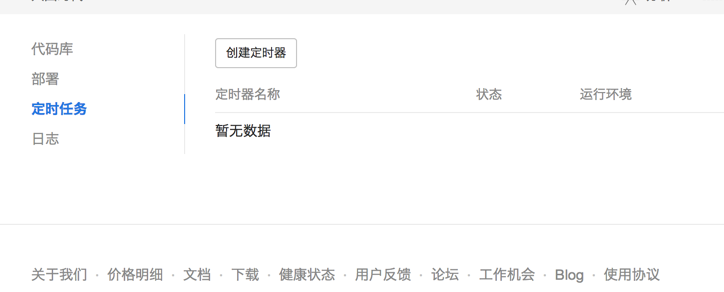 代码库
部署
定时任务
日志
创建定时器
定时器名称 状态 运行环境
暂无数据
关于我们 · 价格明细 · 文档 · 下载 · 健康状态 · 用户反馈 · 论坛 · 工作机会 · Blog · 使用协议